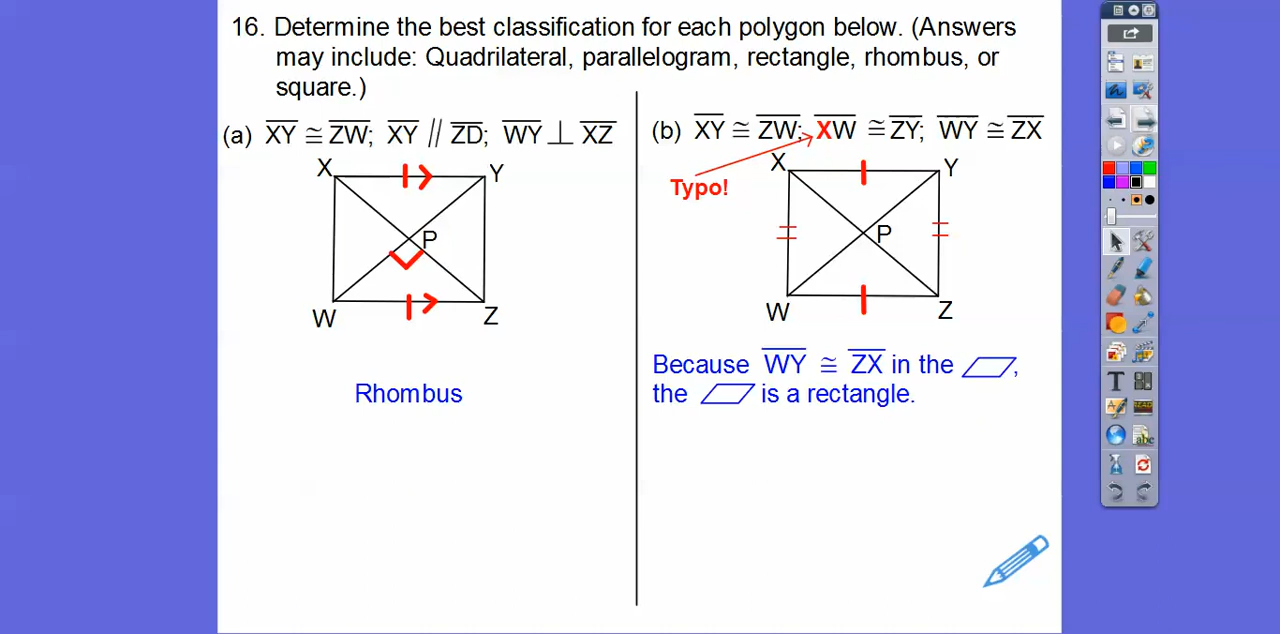 16. Determine the best classification for each polygon below. (Answers
may include: Quadrilateral, parallelogram, rectangle, rhombus, or
square.)
(a) XY ≅ ZW; XY ∥ ZD; WY ⊥ XZ
X
Y
P
W
Z
Rhombus
(b) XY ≅ ZW; XW ≅ ZY; WY ≅ ZX
Typo!
X
Y
P
W
Z
Because WY ≅ ZX in the ▱,
the ▱ is a rectangle.